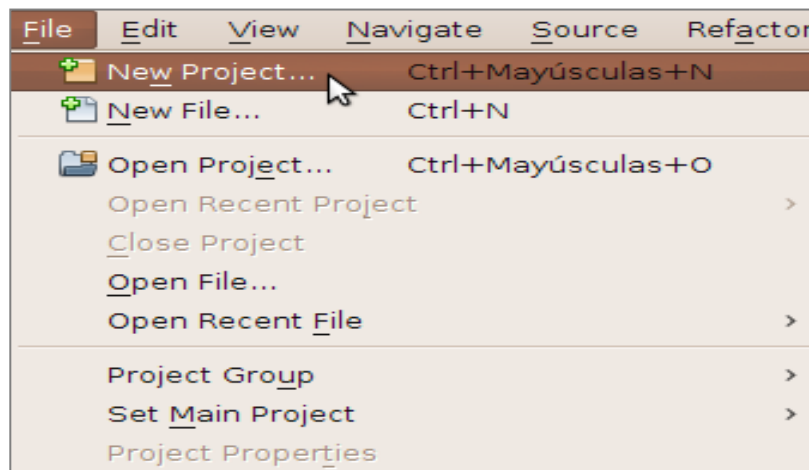 File Edit View Navigate Source Refactor
New Project... Ctrl+Mayúsculas+N
New File... Ctrl+N
Open Project... Ctrl+Mayúsculas+O
Open Recent Project
Close Project
Open File...
Open Recent File
Project Group
Set Main Project
Project Properties